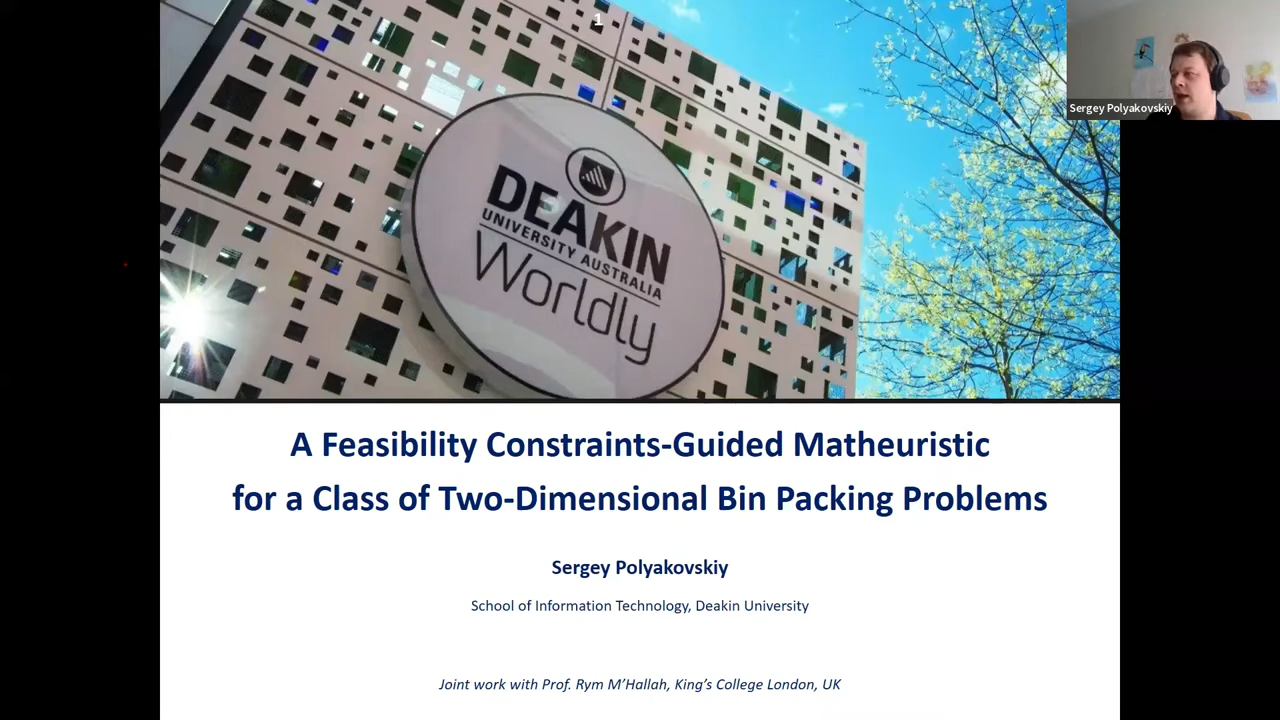 1
Sergey Polyakovskiy
DEAKIN
UNIVERSITY AUSTRALIA
Worldly
A Feasibility Constraints-Guided Matheuristic
for a Class of Two-Dimensional Bin Packing Problems
Sergey Polyakovskiy
School of Information Technology, Deakin University
Joint work with Prof. Rym M’Hallah, King’s College London, UK